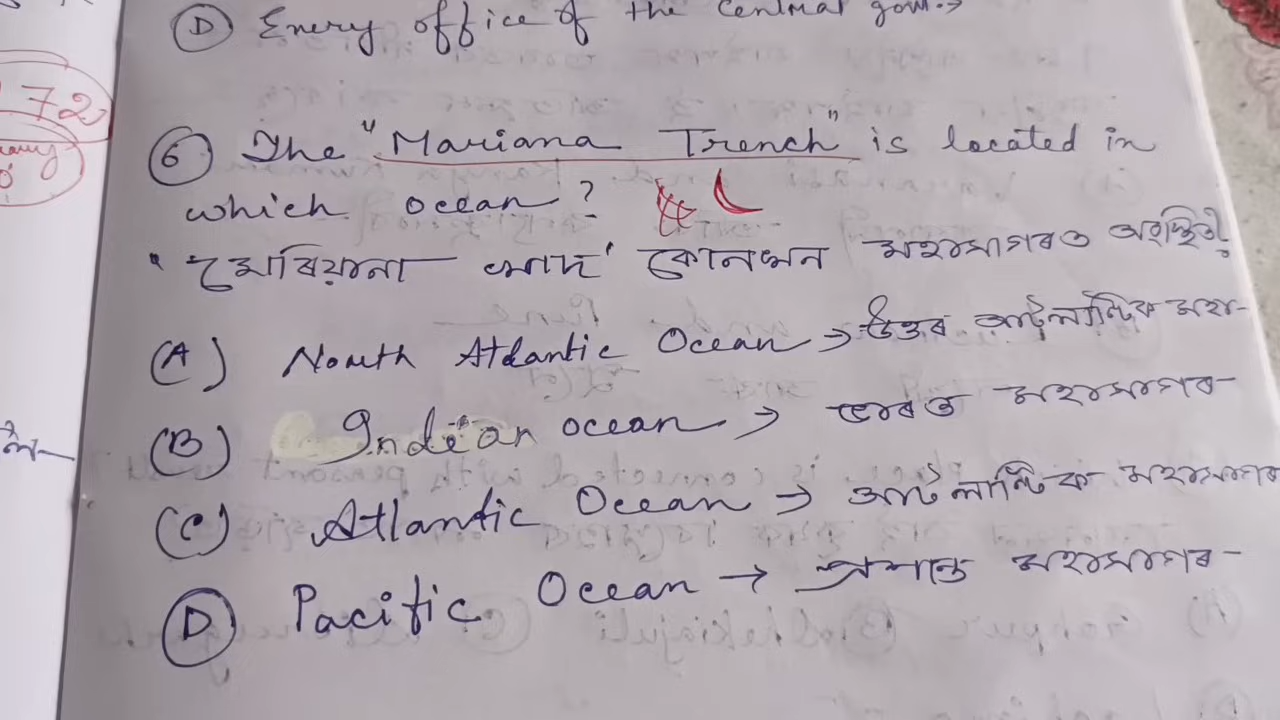 (D) Enery office of the central govt.→
172
⑥ The "Mariana Trench" is located in
which ocean?
"মেৰিয়ানা খাদ" কোনখন মহাসাগৰত অৱস্থিত?
(A) North Atlantic Ocean → উত্তৰ আটলাণ্টিক মহা-
(B) Indian ocean → ভাৰত মহাসাগৰ
(C) Atlantic Ocean → আটলাণ্টিক মহাসাগৰ
(D) Pacific Ocean → প্ৰশান্ত মহাসাগৰ